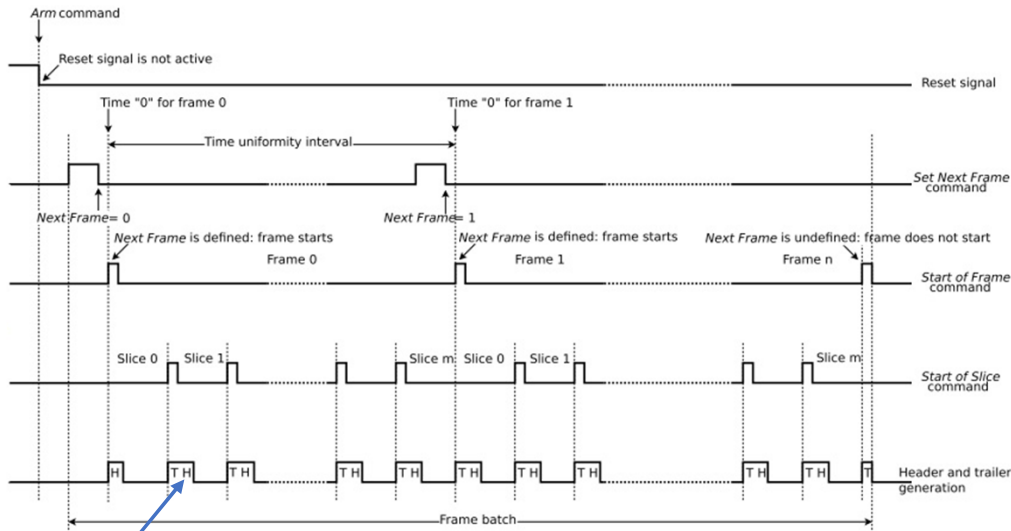 Arm command
Reset signal is not active
Reset signal
Time "0" for frame 0
Time "0" for frame 1
Time uniformity interval
Set Next Frame
command
Next Frame= 0
Next Frame= 1
Next Frame is defined: frame starts
Next Frame is defined: frame starts
Next Frame is undefined: frame does not start
Frame 0
Frame 1
Frame n
Start of Frame
command
Slice 0
Slice 1
Slice m
Slice 0
Slice 1
Slice m
Start of Slice
command
H
T H
T H
T H
T H
T H
T H
T H
T H
T H
T
Header and trailer
generation
Frame batch